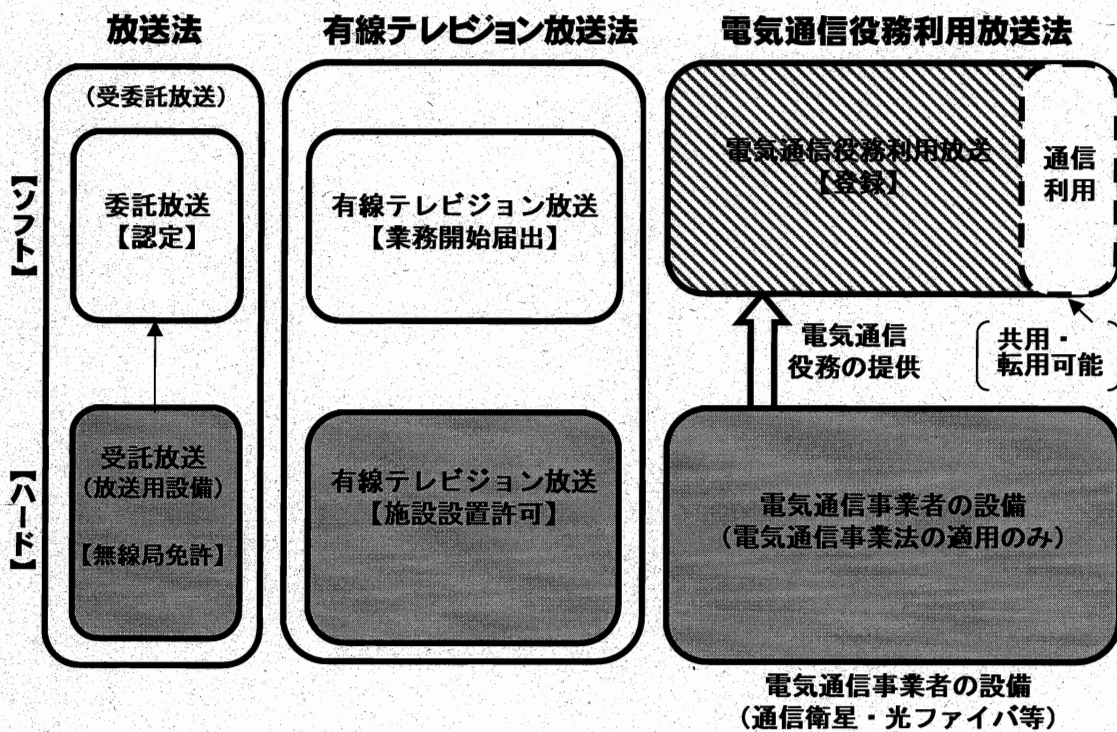 放送法
有線テレビジョン放送法
電気通信役務利用放送法
【ソフト】
【ハード】
(受委託放送)
委託放送
【認定】
受託放送
(放送用設備)
【無線局免許】
有線テレビジョン放送
【業務開始届出】
有線テレビジョン放送
【施設設置許可】
電気通信役務利用放送
【登録】
通信
利用
電気通信
役務の提供
共用・
転用可能
電気通信事業者の設備
(電気通信事業法の適用のみ)
電気通信事業者の設備
(通信衛星・光ファイバ等)